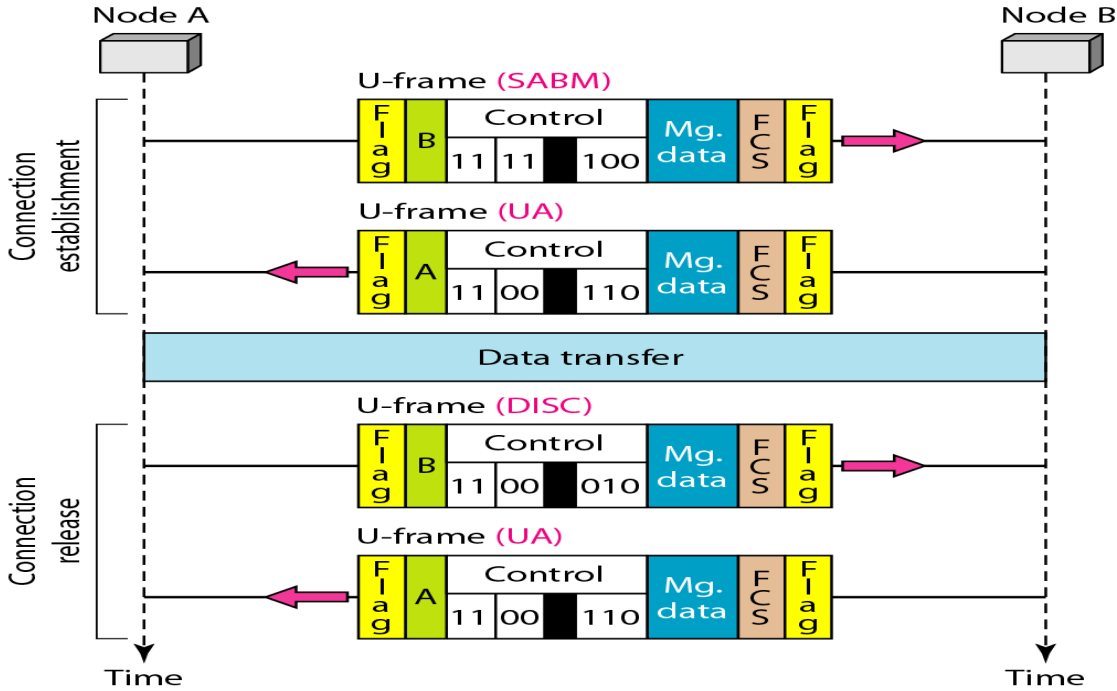 Node A
Node B
Connection
establishment
U-frame (SABM)
Flag
B
Control
11 11 100
Mg.
data
FCS
Flag
U-frame (UA)
Flag
A
Control
11 00 110
Mg.
data
FCS
Flag
Data transfer
Connection
release
U-frame (DISC)
Flag
B
Control
11 00 010
Mg.
data
FCS
Flag
U-frame (UA)
Flag
A
Control
11 00 110
Mg.
data
FCS
Flag
Time
Time